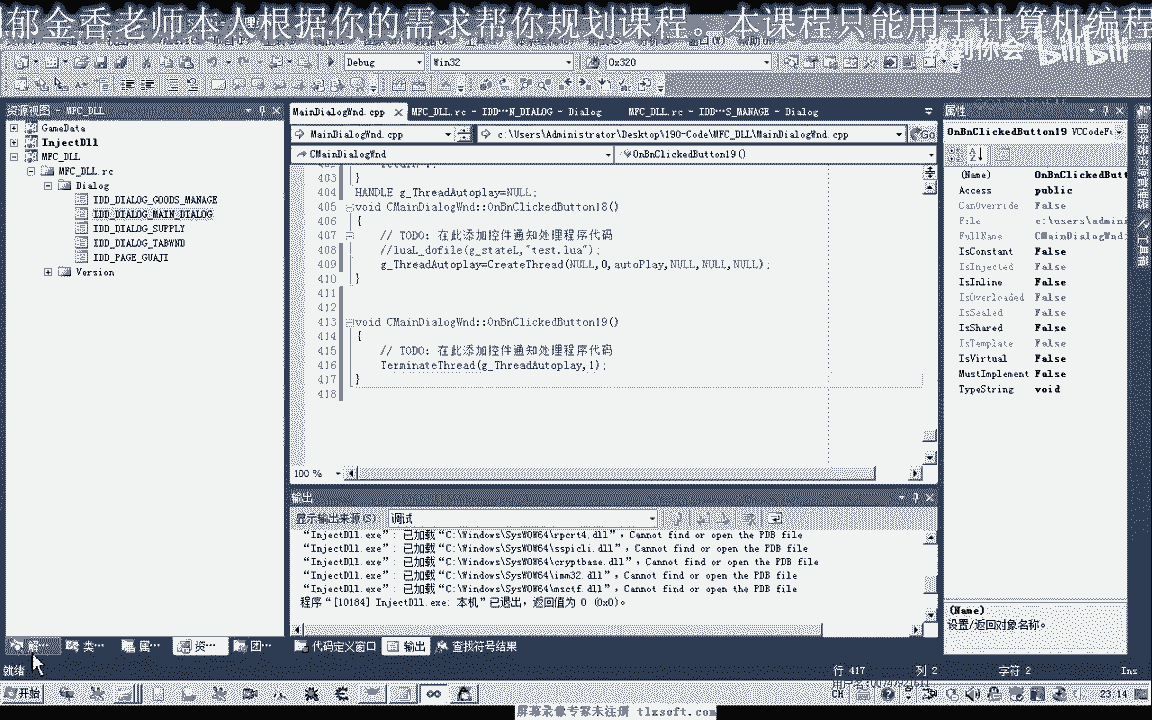 郁金香老师本人根据你的需求帮你规划课程。本课程只能用于计算机编程
教到你会 bilibili
Debug Win32 0x320
资源视图 - MFC_DLL
GameData
InjectDll
MFC_DLL
MFC_DLL.rc
Dialog
IDD_DIALOG_GOODS_MANAGE
IDD_DIALOG_MAIN_DIALOG
IDD_DIALOG_SUPPLY
IDD_DIALOG_TABWND
IDD_PAGE_GUAJI
Version
MainDialogWnd.cpp MFC_DLL.rc - IDD···N_DIALOG - Dialog MFC_DLL.rc - IDD···S_MANAGE - Dialog
MainDialogWnd.cpp c:\Users\Administrator\Desktop\190-Code\MFC_DLL\MainDialogWnd.cpp Go
CMainDialogWnd OnBnClickedButton19()
403 }
404 HANDLE g_ThreadAutoplay=NULL;
405 void CMainDialogWnd::OnBnClickedButton18()
406 {
407 // TODO: 在此添加控件通知处理程序代码
408 //luaL_dofile(g_stateL,"test.lua");
409 g_ThreadAutoplay=CreateThread(NULL,0,autoPlay,NULL,NULL,NULL);
410 }
411
412
413 void CMainDialogWnd::OnBnClickedButton19()
414 {
415 // TODO: 在此添加控件通知处理程序代码
416 TerminateThread(g_ThreadAutoplay,1);
417 }
418
100 %
输出
显示输出来源(S): 调试
“InjectDll.exe”: 已加载“C:\Windows\SysWOW64\rpcrt4.dll”，Cannot find or open the PDB file
“InjectDll.exe”: 已加载“C:\Windows\SysWOW64\sspicli.dll”，Cannot find or open the PDB file
“InjectDll.exe”: 已加载“C:\Windows\SysWOW64\cryptbase.dll”，Cannot find or open the PDB file
“InjectDll.exe”: 已加载“C:\Windows\SysWOW64\imm32.dll”，Cannot find or open the PDB file
“InjectDll.exe”: 已加载“C:\Windows\SysWOW64\msctf.dll”，Cannot find or open the PDB file
程序“[10184] InjectDll.exe: 本机”已退出，返回值为 0 (0x0)。
属性
OnBnClickedButton19 VCCodeFu
(Name) OnBnClickedButt
Access public
CanOverride False
File c:\users\admini
FullName CMainDialogWnd:
IsConstant False
IsInjected False
IsInline False
IsOverloaded False
IsSealed False
IsShared False
IsTemplate False
IsVirtual False
MustImplement False
TypeString void
(Name)
设置/返回对象名称。
解··· 类··· 属··· 资··· 团··· 代码定义窗口 输出 查找符号结果
就绪 行 417 列 2 字符 2 Ins
开始 CH 23:14
屏幕录像专家未注册 tlxsoft.com